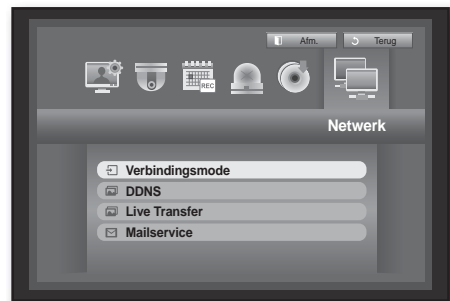 Afm. Terug
REC
Netwerk
Verbindingsmode
DDNS
Live Transfer
Mailservice